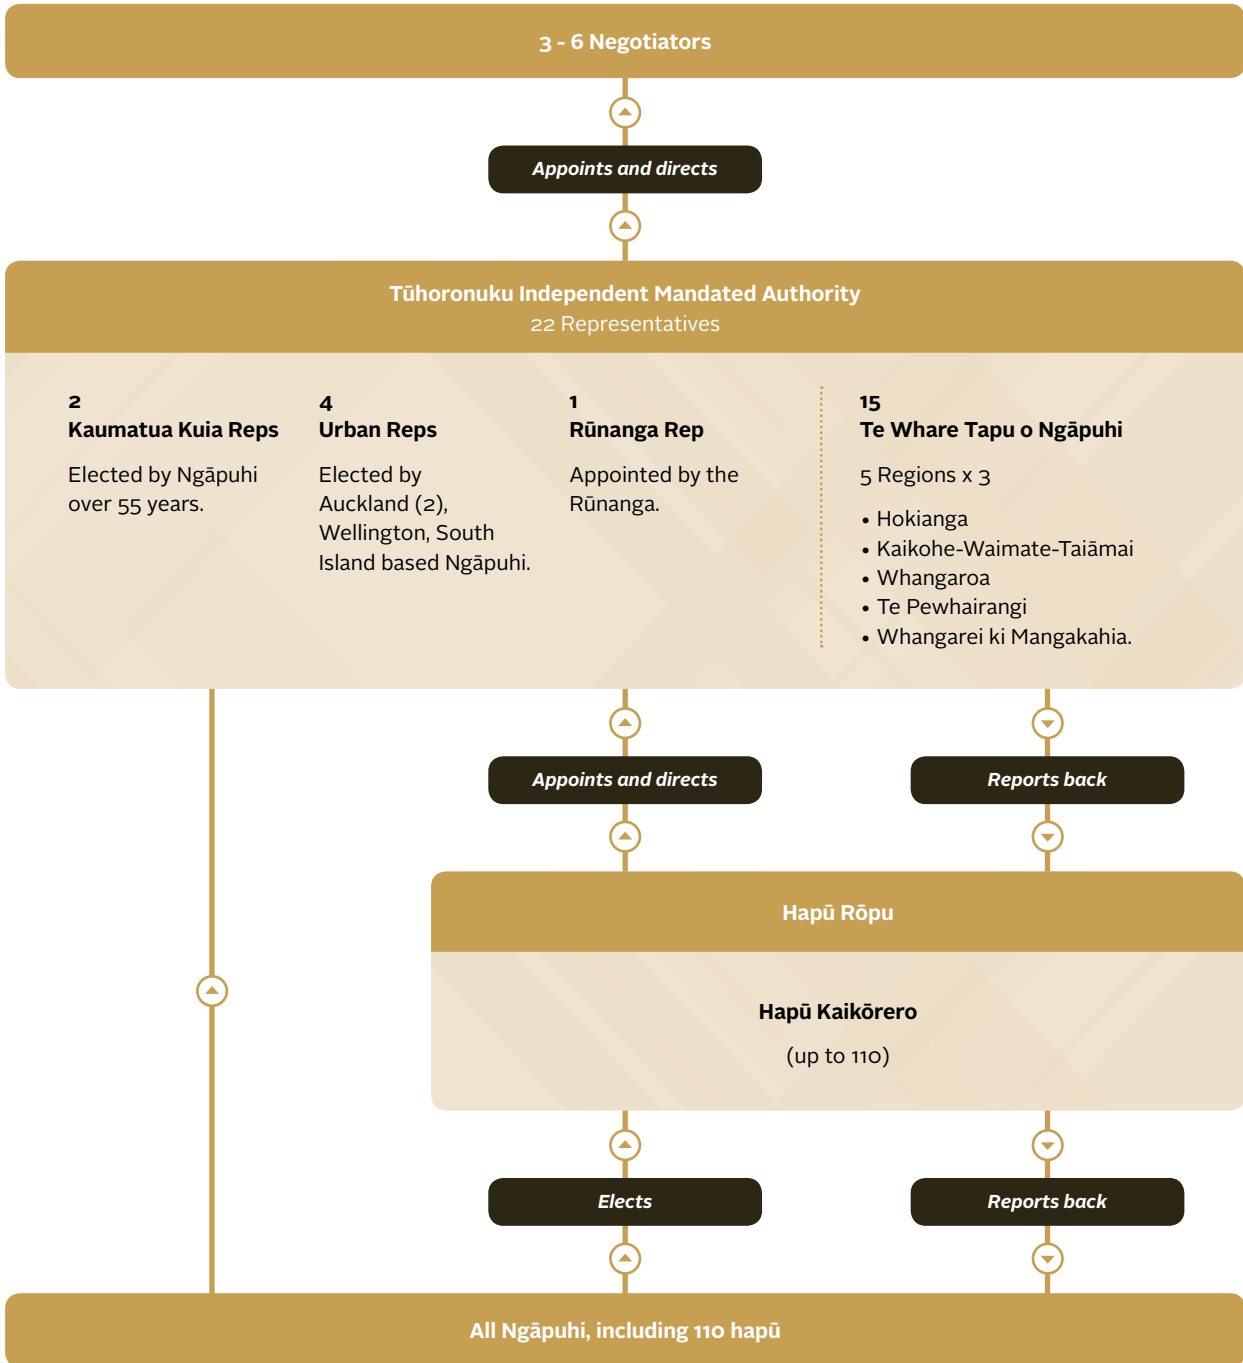 3 - 6 Negotiators
Appoints and directs
Tūhoronuku Independent Mandated Authority
22 Representatives
2
Kaumatua Kuia Reps
Elected by Ngāpuhi
over 55 years.
4
Urban Reps
Elected by
Auckland (2),
Wellington, South
Island based Ngāpuhi.
1
Rūnanga Rep
Appointed by the
Rūnanga.
15
Te Whare Tapu o Ngāpuhi
5 Regions x 3
• Hokianga
• Kaikohe-Waimate-Taiāmai
• Whangaroa
• Te Pewhairangi
• Whangarei ki Mangakahia.
Appoints and directs
Reports back
Hapū Rōpu
Hapū Kaikōrero
(up to 110)
Elects
Reports back
All Ngāpuhi, including 110 hapū